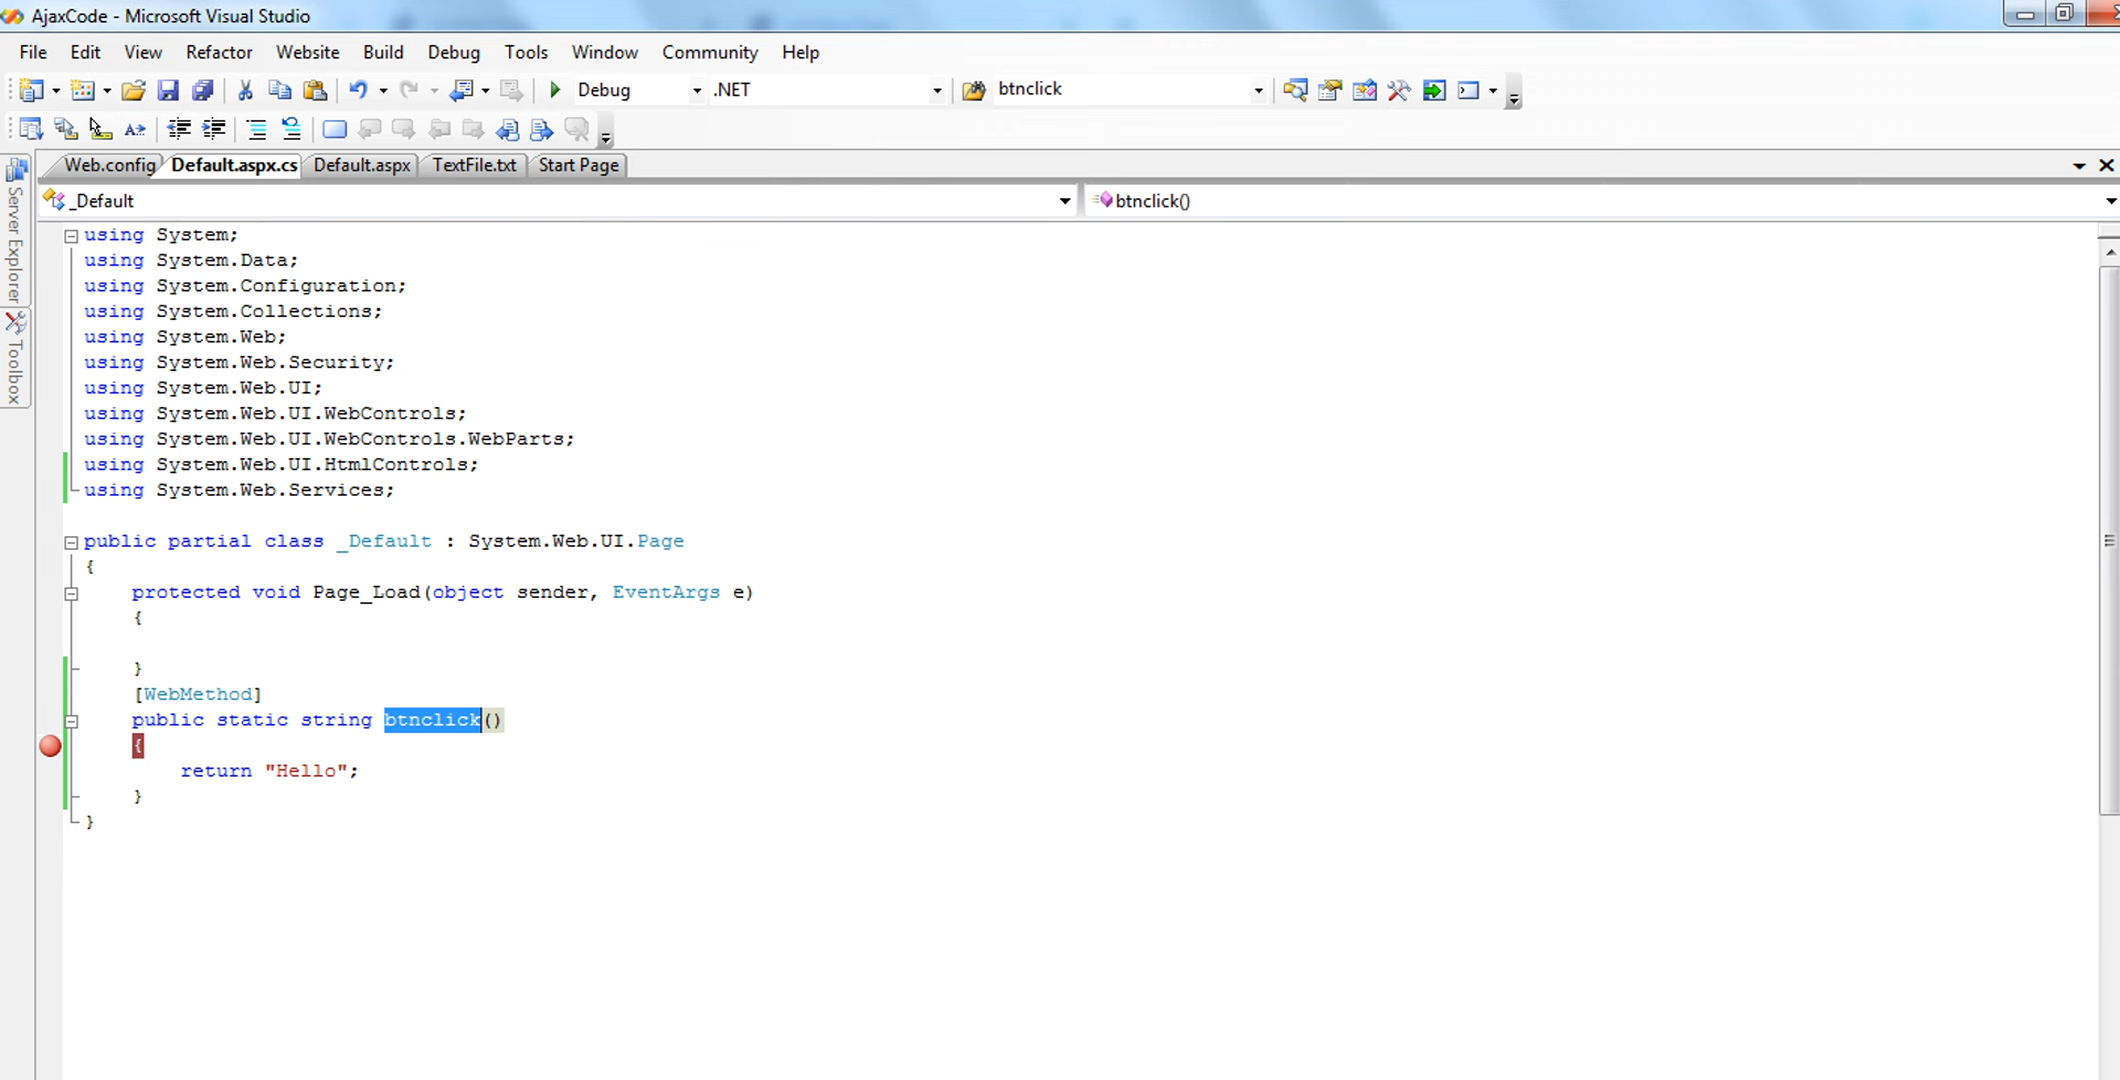 AjaxCode - Microsoft Visual Studio
File Edit View Refactor Website Build Debug Tools Window Community Help
Debug .NET btnclick
Web.config Default.aspx.cs Default.aspx TextFile.txt Start Page
_Default btnclick()
Server Explorer
Toolbox
using System;
using System.Data;
using System.Configuration;
using System.Collections;
using System.Web;
using System.Web.Security;
using System.Web.UI;
using System.Web.UI.WebControls;
using System.Web.UI.WebControls.WebParts;
using System.Web.UI.HtmlControls;
using System.Web.Services;
public partial class _Default : System.Web.UI.Page
{
protected void Page_Load(object sender, EventArgs e)
{
}
[WebMethod]
public static string btnclick()
{
return "Hello";
}
}